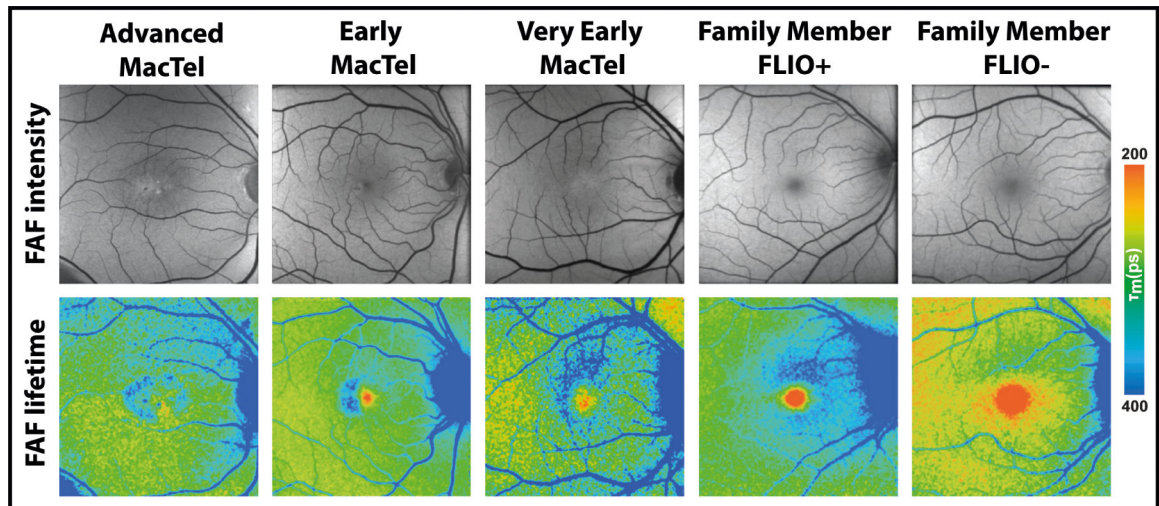 Advanced
MacTel
Early
MacTel
Very Early
MacTel
Family Member
FLIO+
Family Member
FLIO-
FAF intensity
FAF lifetime
200
τm(ps)
400